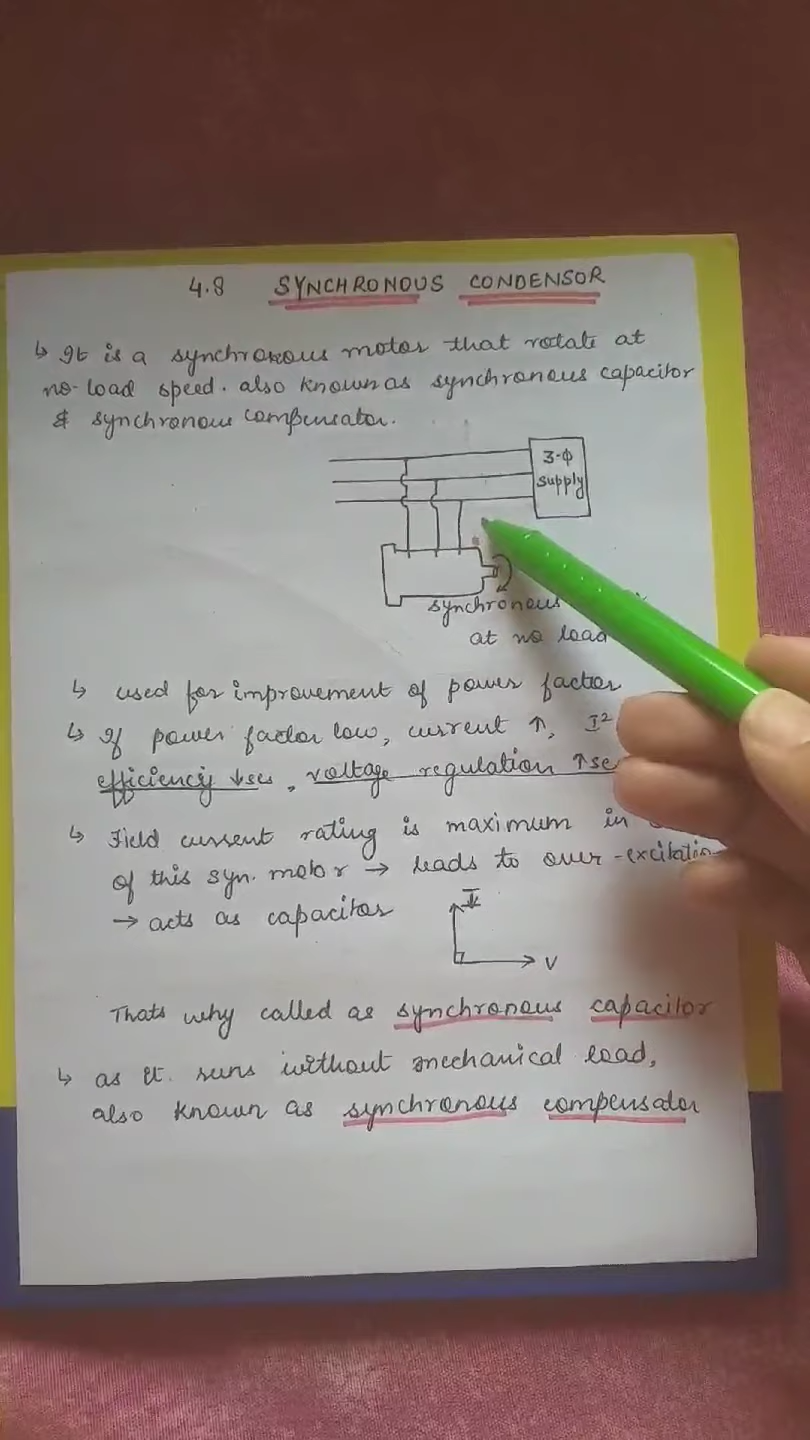 4.8 SYNCHRONOUS CONDENSOR
↳ It is a synchronous motor that rotate at
no-load speed. also known as synchronous capacitor
& synchronous compensator.
3-Φ
supply
synchronous
at no load
↳ used for improvement of power factor
↳ If power factor low, current ↑, I²
efficiency ↓ses, voltage regulation ↑se
↳ Field current rating is maximum in
of this syn. motor → leads to over-excitation
→ acts as capacitor
I
V
Thats why called as synchronous capacitor
↳ as it. runs without mechanical load,
also known as synchronous compensator